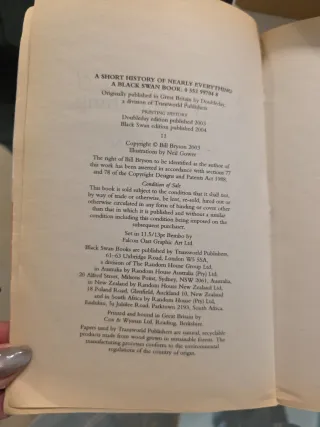 A SHORT HISTORY OF NEARLY EVERYTHING
A BLACK SWAN BOOK: 0 552 99704 8
Originally published in Great Britain by Doubleday,
a division of Transworld Publishers
PRINTING HISTORY
Doubleday edition published 2003
Black Swan edition published 2004
13
Copyright © Bill Bryson 2003
Illustrations by Neil Gower
The right of Bill Bryson to be identified as the author of
this work has been asserted in accordance with sections 77
and 78 of the Copyright Designs and Patents Act 1988.
Condition of Sale
This book is sold subject to the condition that it shall not,
by way of trade or otherwise, be lent, re-sold, hired out or
otherwise circulated in any form of binding or cover other
than that in which it is published and without a similar
condition including this condition being imposed on the
subsequent purchaser.
Set in 11.5/13pt Bembo by
Falcon Oast Graphic Art Ltd.
Black Swan Books are published by Transworld Publishers,
61–63 Uxbridge Road, London W5 5SA,
a division of The Random House Group Ltd,
in Australia by Random House Australia (Pty) Ltd,
20 Alfred Street, Milsons Point, Sydney, NSW 2061, Australia,
in New Zealand by Random House New Zealand Ltd,
18 Poland Road, Glenfield, Auckland 10, New Zealand
and in South Africa by Random House (Pty) Ltd,
Endulini, 5a Jubilee Road, Parktown 2193, South Africa.
Printed and bound in Great Britain by
Cox & Wyman Ltd, Reading, Berkshire.
Papers used by Transworld Publishers are natural, recyclable
products made from wood grown in sustainable forests. The
manufacturing processes conform to the environmental
regulations of the country of origin.